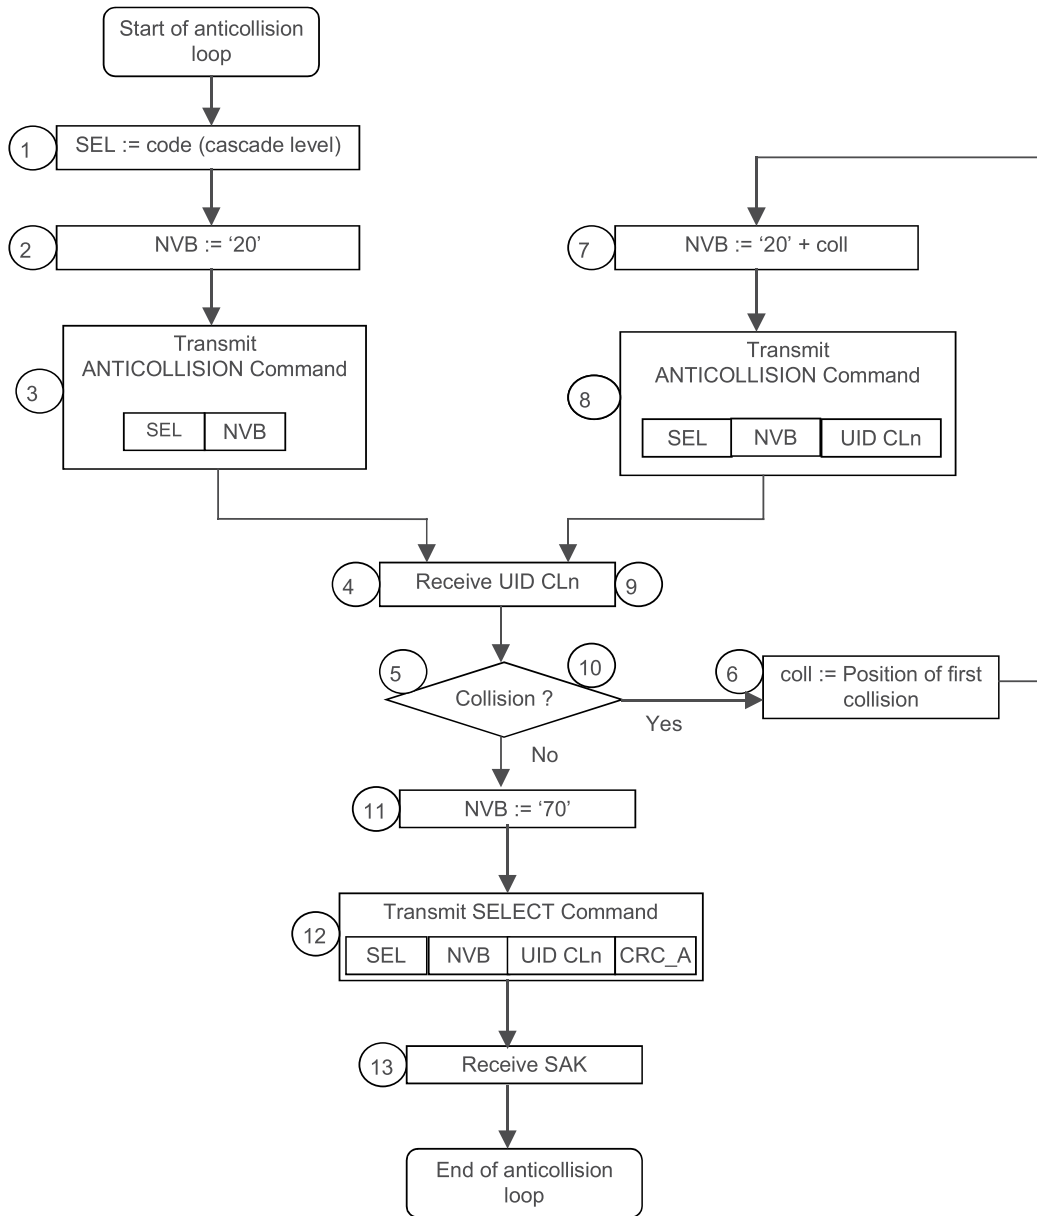 Start of anticollision
loop
1
SEL := code (cascade level)
2
NVB := ‘20’
7
NVB := ‘20’ + coll
3
Transmit
ANTICOLLISION Command
SEL
NVB
8
Transmit
ANTICOLLISION Command
SEL
NVB
UID CLn
4
Receive UID CLn
9
5
Collision ?
10
Yes
No
6
coll := Position of first
collision
11
NVB := ‘70’
12
Transmit SELECT Command
SEL
NVB
UID CLn
CRC_A
13
Receive SAK
End of anticollision
loop